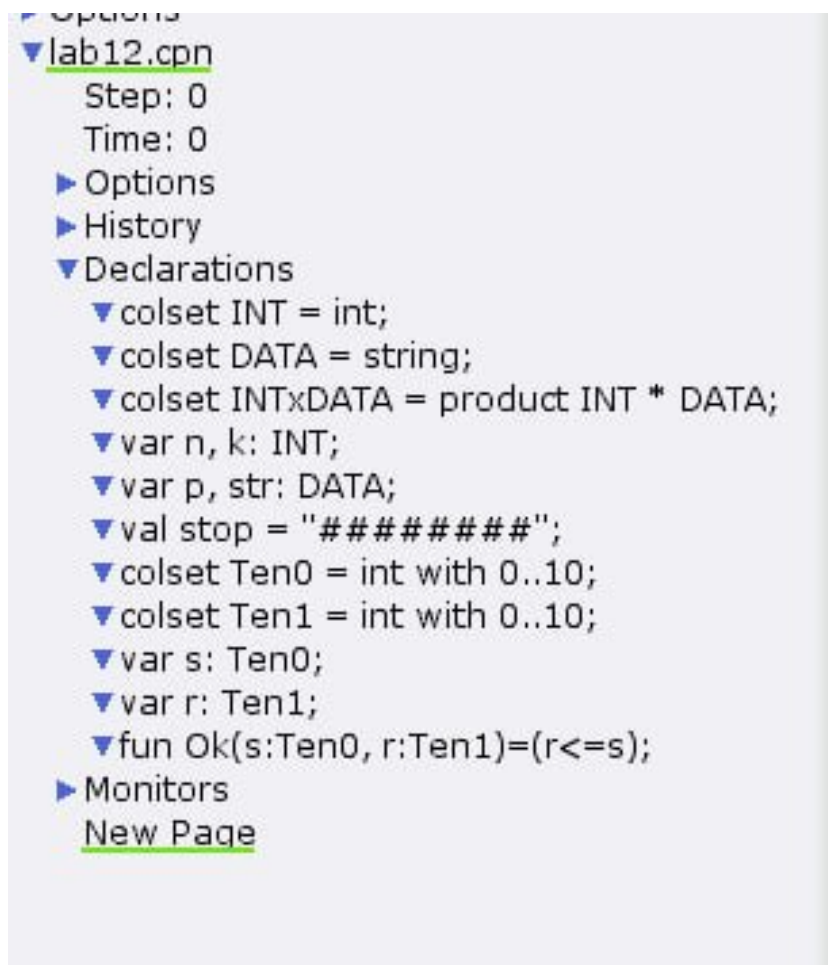 Options
lab12.cpn
Step: 0
Time: 0
Options
History
Declarations
colset INT = int;
colset DATA = string;
colset INTxDATA = product INT * DATA;
var n, k: INT;
var p, str: DATA;
val stop = "########";
colset Ten0 = int with 0..10;
colset Ten1 = int with 0..10;
var s: Ten0;
var r: Ten1;
fun Ok(s:Ten0, r:Ten1)=(r<=s);
Monitors
New Page